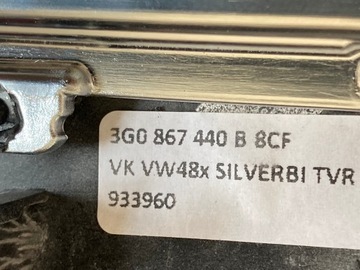 3G0 867 440 B 8CF
VK VW48x SILVERBI TVR
933960